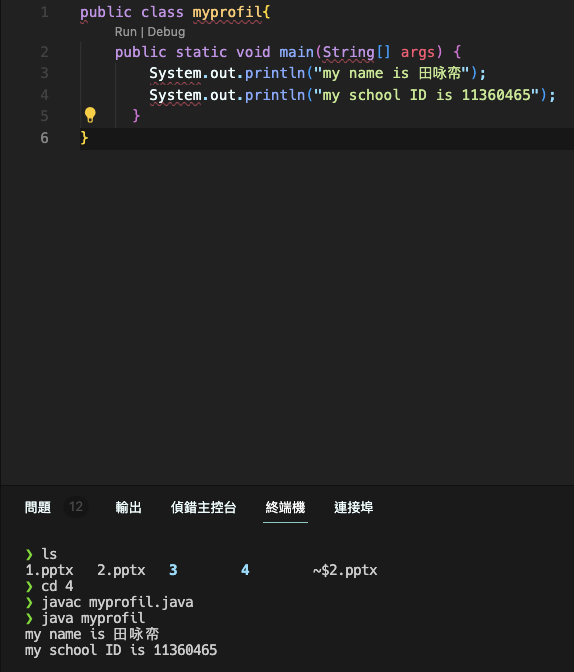 1 public class myprofil{
Run | Debug
2 public static void main(String[] args) {
3 System.out.println("my name is 田咏帟");
4 System.out.println("my school ID is 11360465");
5 }
6 }
問題 12 輸出 偵錯主控台 終端機 連接埠
❯ ls
1.pptx 2.pptx 3 4 ~$2.pptx
❯ cd 4
❯ javac myprofil.java
❯ java myprofil
my name is 田咏帟
my school ID is 11360465